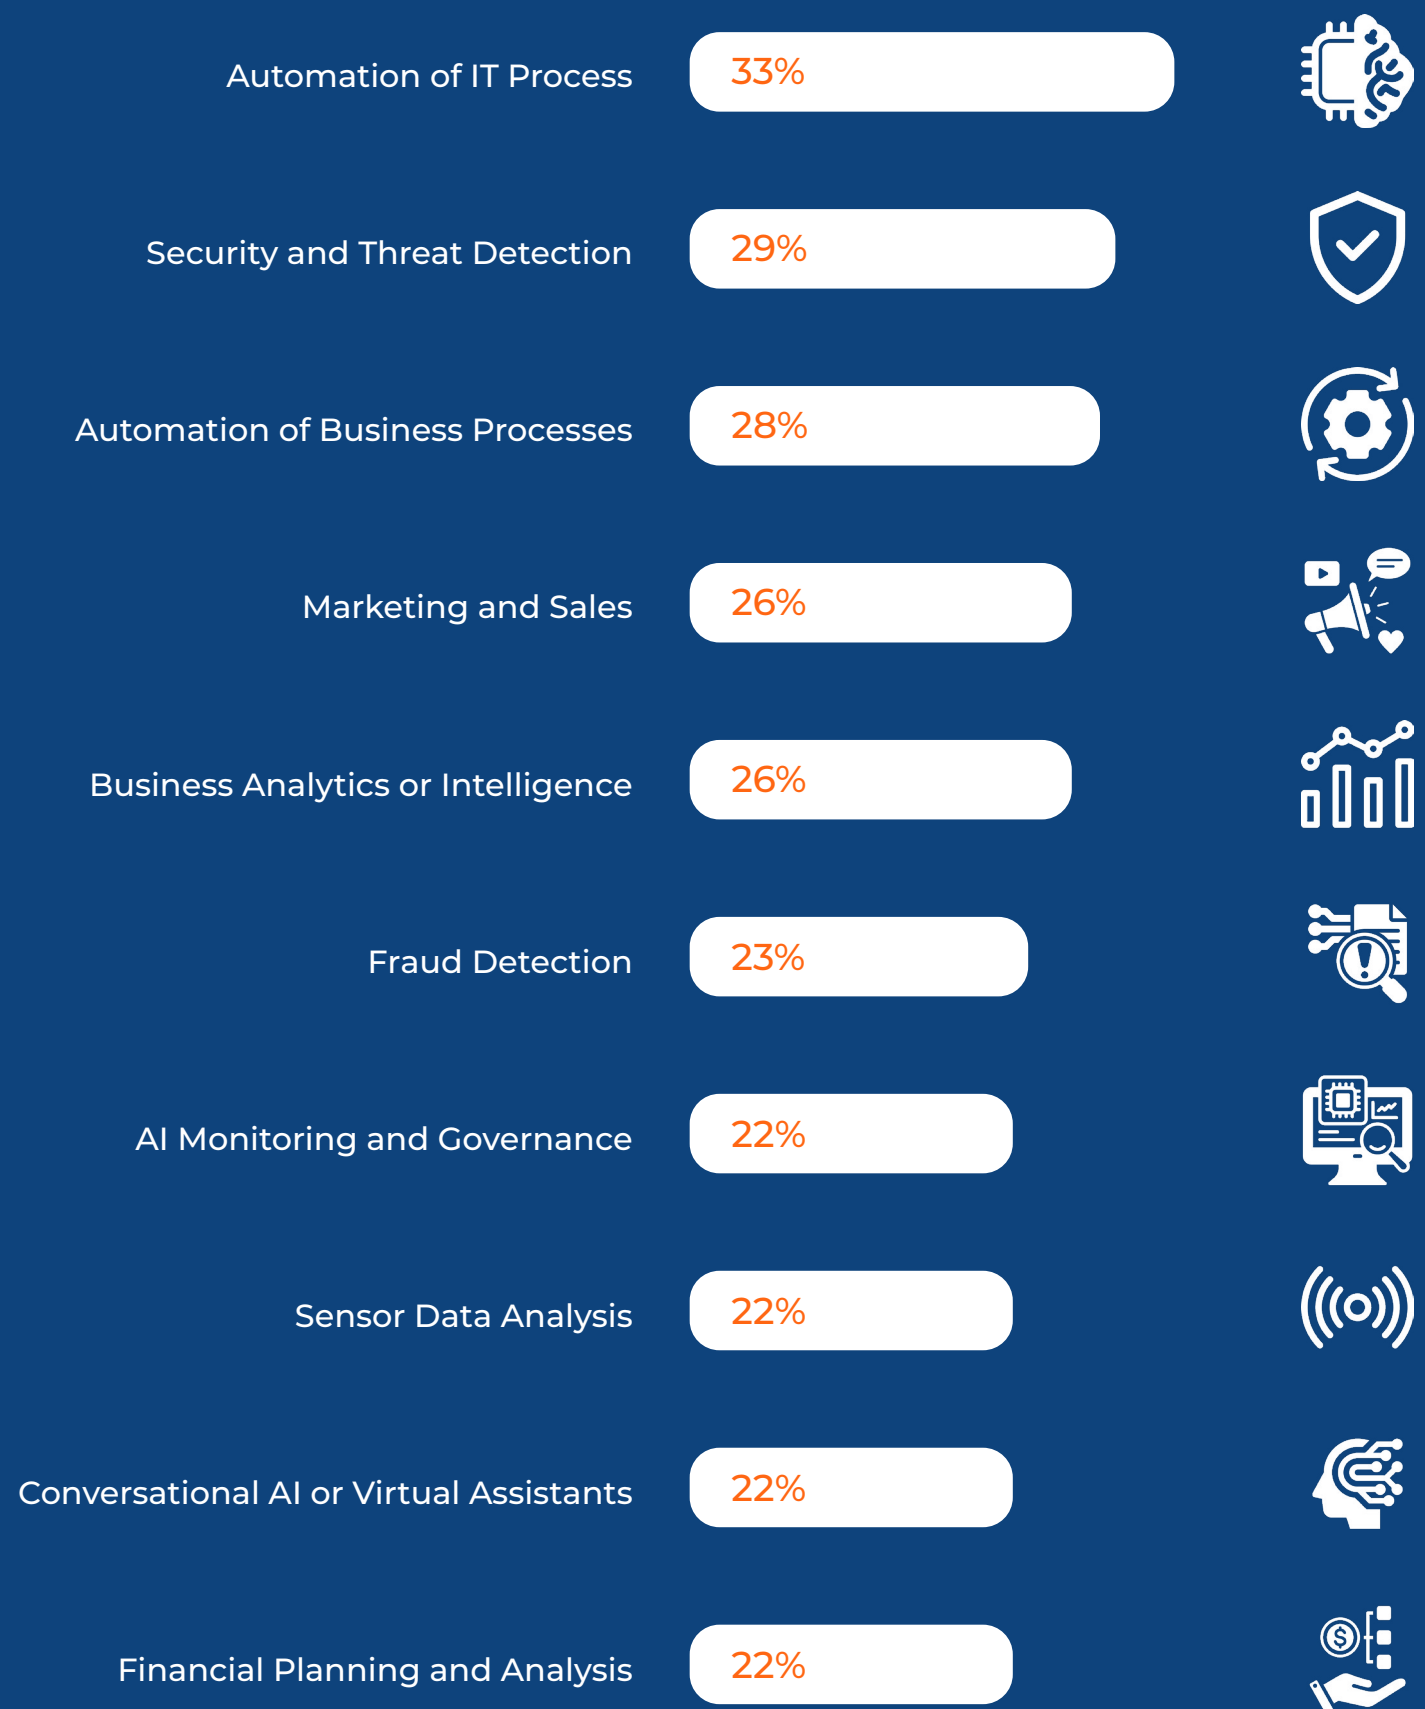 Automation of IT Process
33%
Security and Threat Detection
29%
Automation of Business Processes
28%
Marketing and Sales
26%
Business Analytics or Intelligence
26%
Fraud Detection
23%
AI Monitoring and Governance
22%
Sensor Data Analysis
22%
Conversational AI or Virtual Assistants
22%
Financial Planning and Analysis
22%